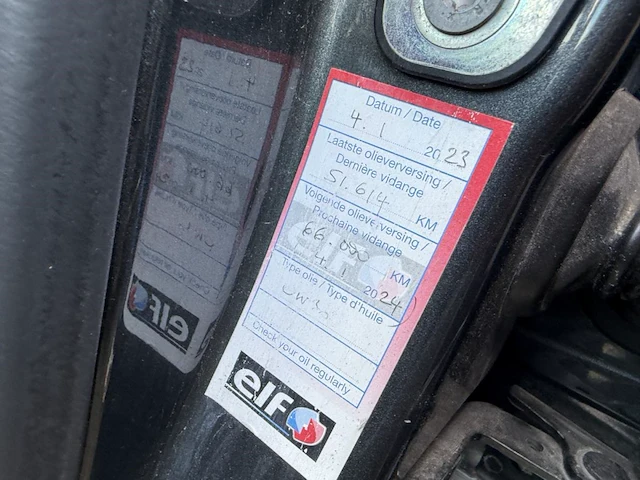 Datum / Date
4. 1 2023
Laatste olieverversing /
Dernière vidange
51.614 KM
Volgende olieverversing /
Prochaine vidange
66.000 KM
4. 1 2024
Type olie / Type d'huile
Check your oil regularly
elf